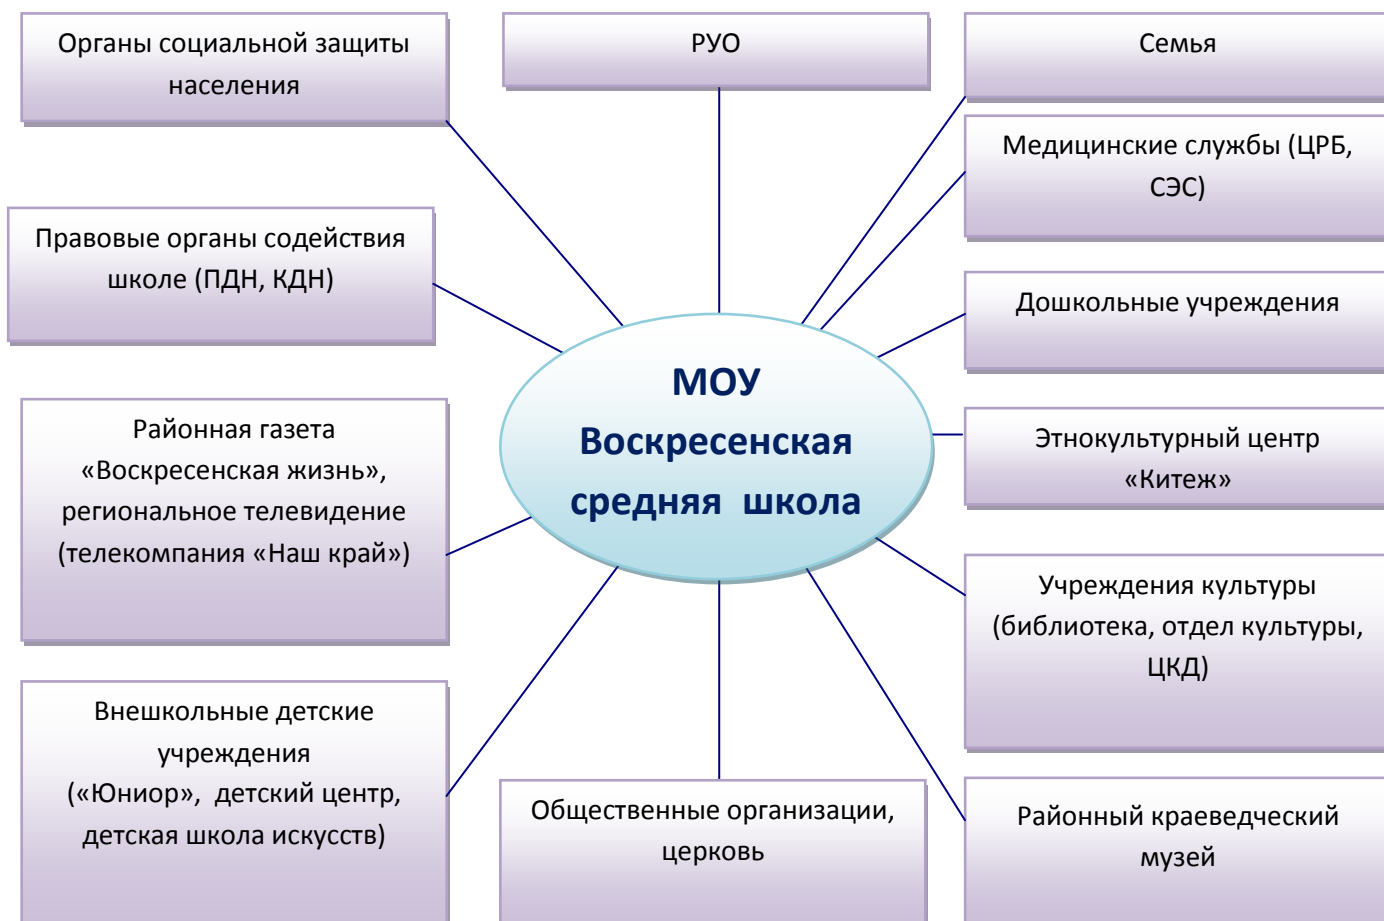 Органы социальной защиты
населения
РУО
Семья
Медицинские службы (ЦРБ,
СЭС)
Правовые органы содействия
школе (ПДН, КДН)
Дошкольные учреждения
МОУ
Воскресенская
средняя школа
Районная газета
«Воскресенская жизнь»,
региональное телевидение
(телекомпания «Наш край»)
Этнокультурный центр
«Китеж»
Учреждения культуры
(библиотека, отдел культуры,
ЦКД)
Внешкольные детские
учреждения
(«Юниор», детский центр,
детская школа искусств)
Общественные организации,
церковь
Районный краеведческий
музей